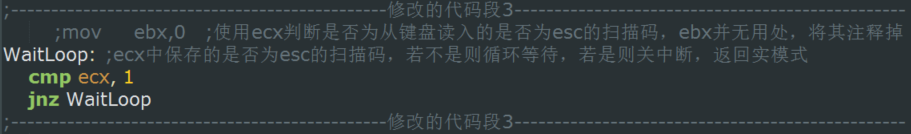 ;----------------------------------------修改的代码段3----------------------------------------
;mov ebx,0 ;使用ecx判断是否为从键盘读入的是否为esc的扫描码，ebx并无用处，将其注释掉
WaitLoop: ;ecx中保存的是否为esc的扫描码，若不是则循环等待，若是则关中断，返回实模式
cmp ecx, 1
jnz WaitLoop
;----------------------------------------修改的代码段3----------------------------------------